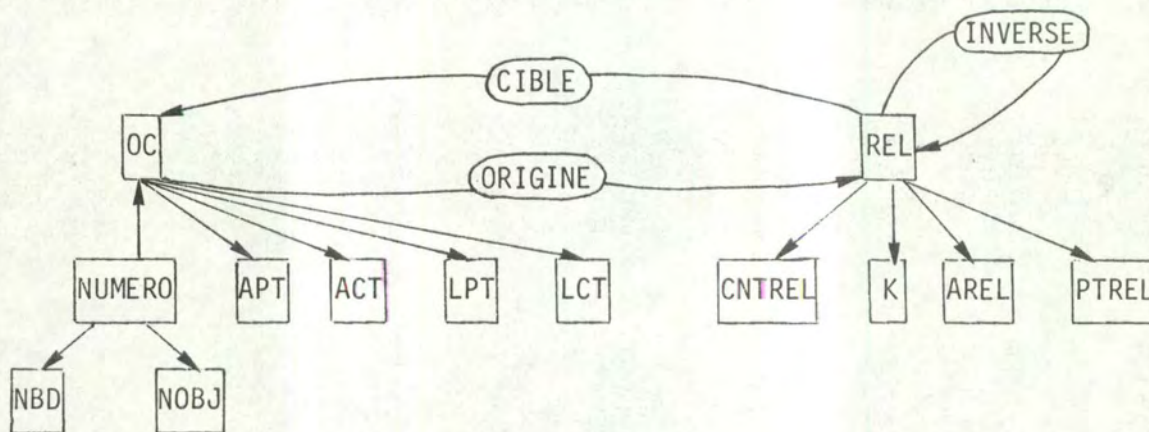 INVERSE
CIBLE
OC
REL
ORIGINE
NUMERO APT ACT LPT LCT CNTREL K AREL PTREL
NBD NOBJ